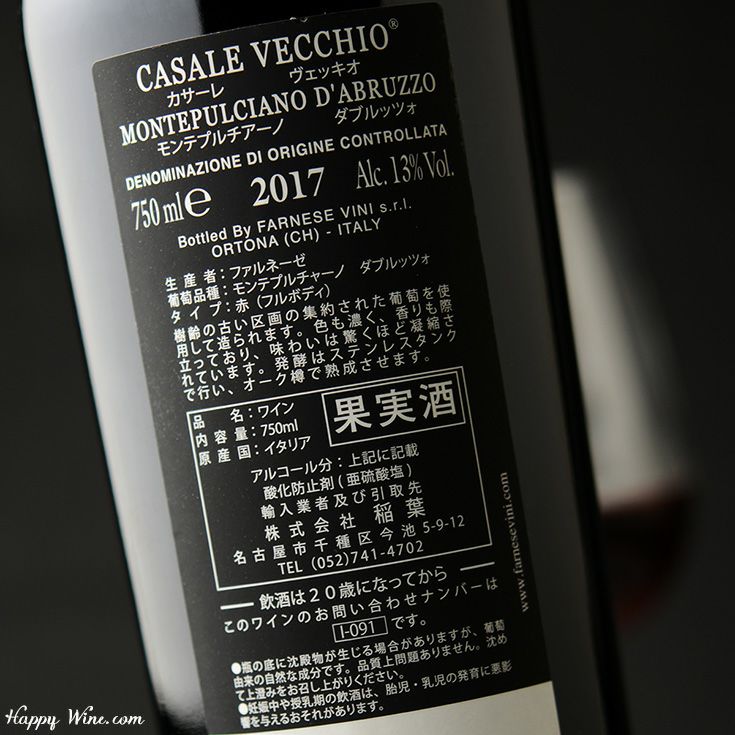 CASALE VECCHIO®
カサーレ ヴェッキオ
MONTEPULCIANO D'ABRUZZO
モンテプルチアーノ ダブルッツォ
DENOMINAZIONE DI ORIGINE CONTROLLATA
750 ml e 2017 Alc. 13% Vol.
Bottled By FARNESE VINI s.r.l.
ORTONA (CH) - ITALY
生産者：ファルネーゼ
葡萄品種：モンテプルチャーノ ダブルッツォ
タイプ：赤（フルボディ）
樹齢の古い区画の集約された葡萄を使
用して造られます。色も濃く、香りも際
立っており、味わいは驚くほど凝縮さ
れています。発酵はステンレスタンク
で行い、オーク樽で熟成させます。
品名：ワイン
内容量：750ml
原産国：イタリア
果実酒
アルコール分：上記に記載
酸化防止剤（亜硫酸塩）
輸入業者及び引取先
株式会社 稲葉
名古屋市千種区今池5-9-12
TEL (052)741-4702
飲酒は２０歳になってから
このワインのお問い合わせナンバーは
I-091 です。
●瓶の底に沈殿物が生じる場合がありますが、葡萄
由来の自然な成分です。品質上問題ありません。沈め
て上澄みをお召し上がりください。
●妊娠中や授乳期の飲酒は、胎児・乳児の発育に悪影
響を与えるおそれがあります。
www.farnesevini.com
Happy Wine.com